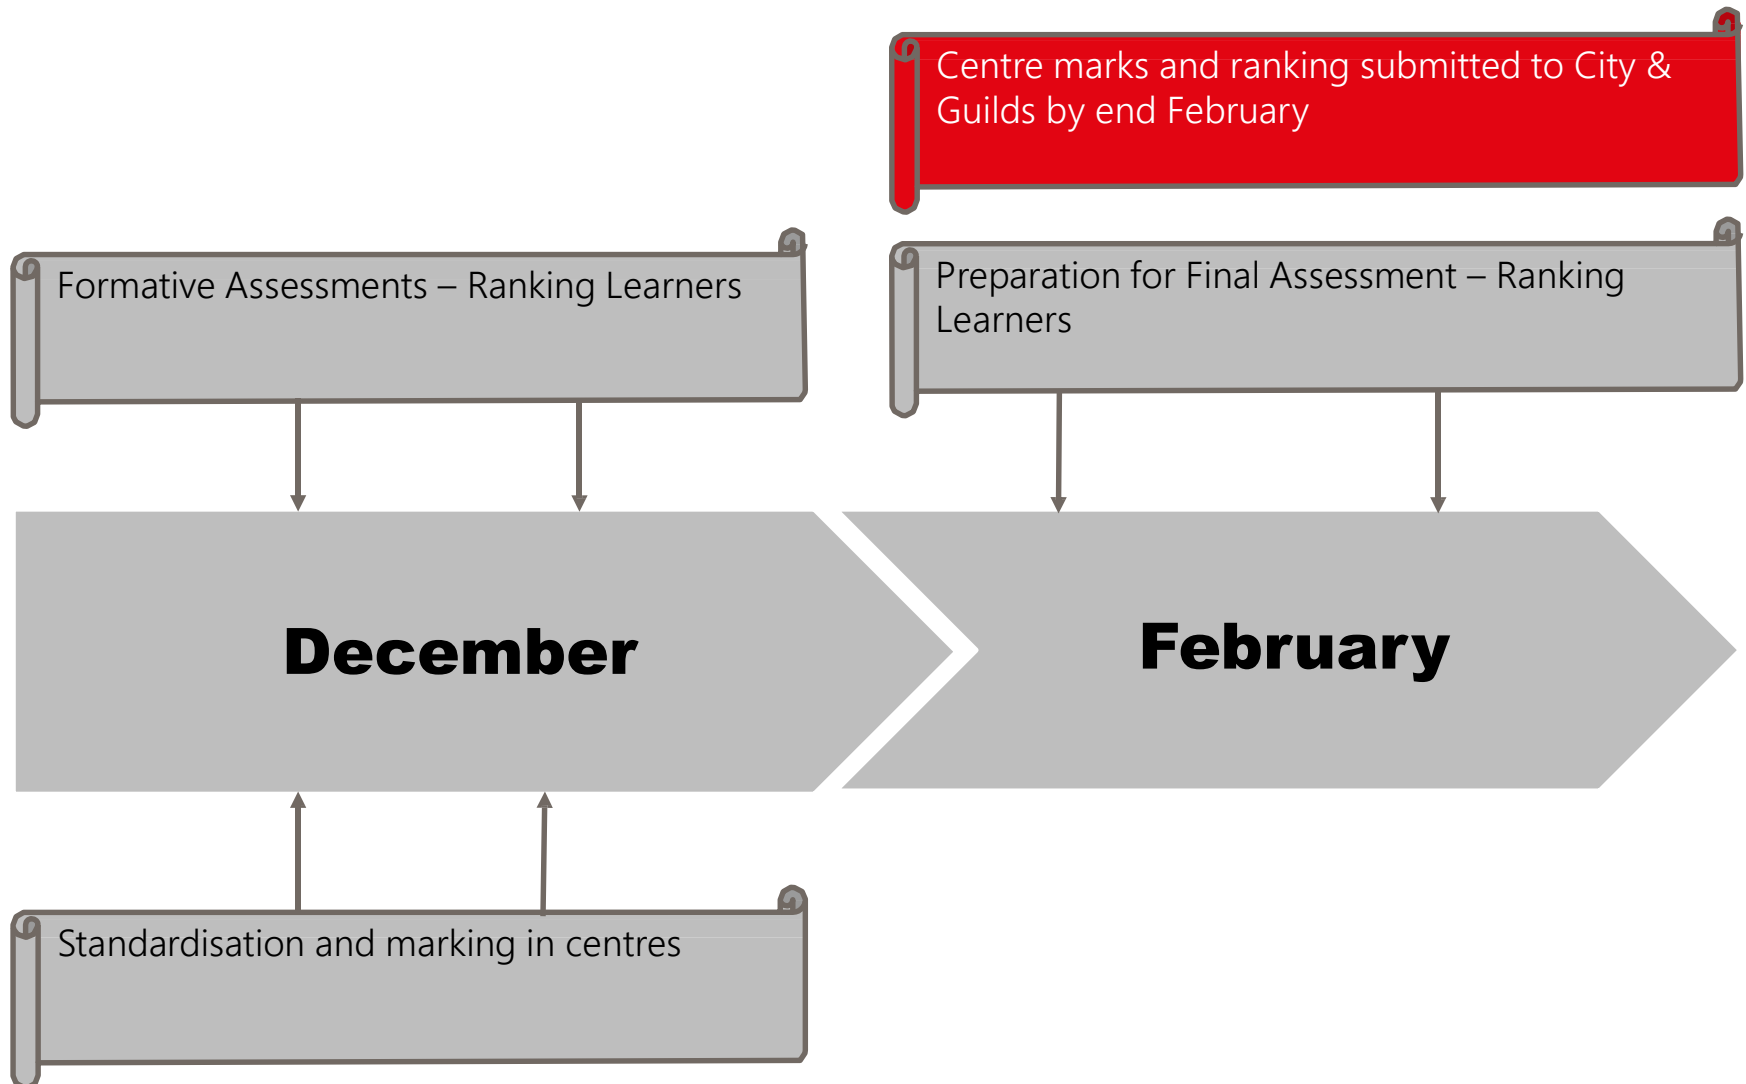 Centre marks and ranking submitted to City &
Guilds by end February
Formative Assessments – Ranking Learners
Preparation for Final Assessment – Ranking
Learners
December
February
Standardisation and marking in centres